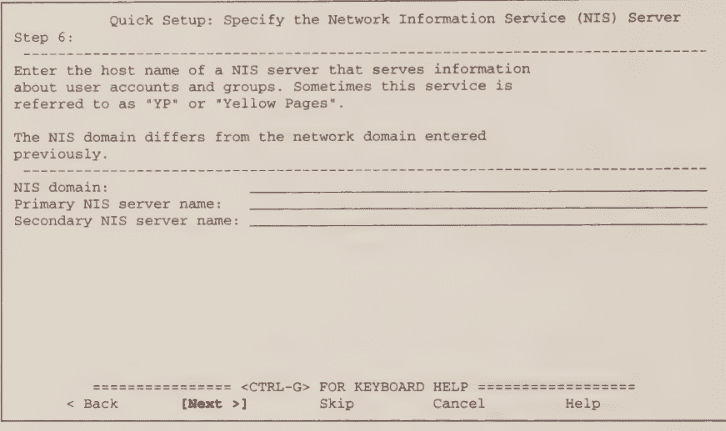 Quick Setup: Specify the Network Information Service (NIS) Server
Step 6:
Enter the host name of a NIS server that serves information
about user accounts and groups. Sometimes this service is
referred to as "YP" or "Yellow Pages".
The NIS domain differs from the network domain entered
previously.
NIS domain:
Primary NIS server name:
Secondary NIS server name:
================ <CTRL-G> FOR KEYBOARD HELP ==================
< Back [Next >] Skip Cancel Help